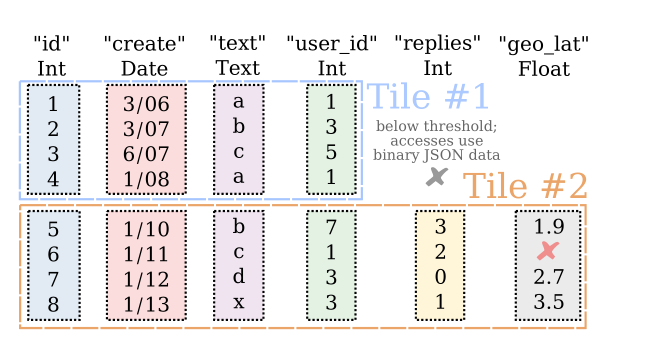 "id" "create" "text" "user_id" "replies" "geo_lat"
Int Date Text Int Int Float
Tile #1
1 3/06 a 1
2 3/07 b 3
3 6/07 c 5
4 1/08 a 1
below threshold;
accesses use
binary JSON data
Tile #2
5 1/10 b 7 3 1.9
6 1/11 c 1 2
7 1/12 d 3 0 2.7
8 1/13 x 3 1 3.5